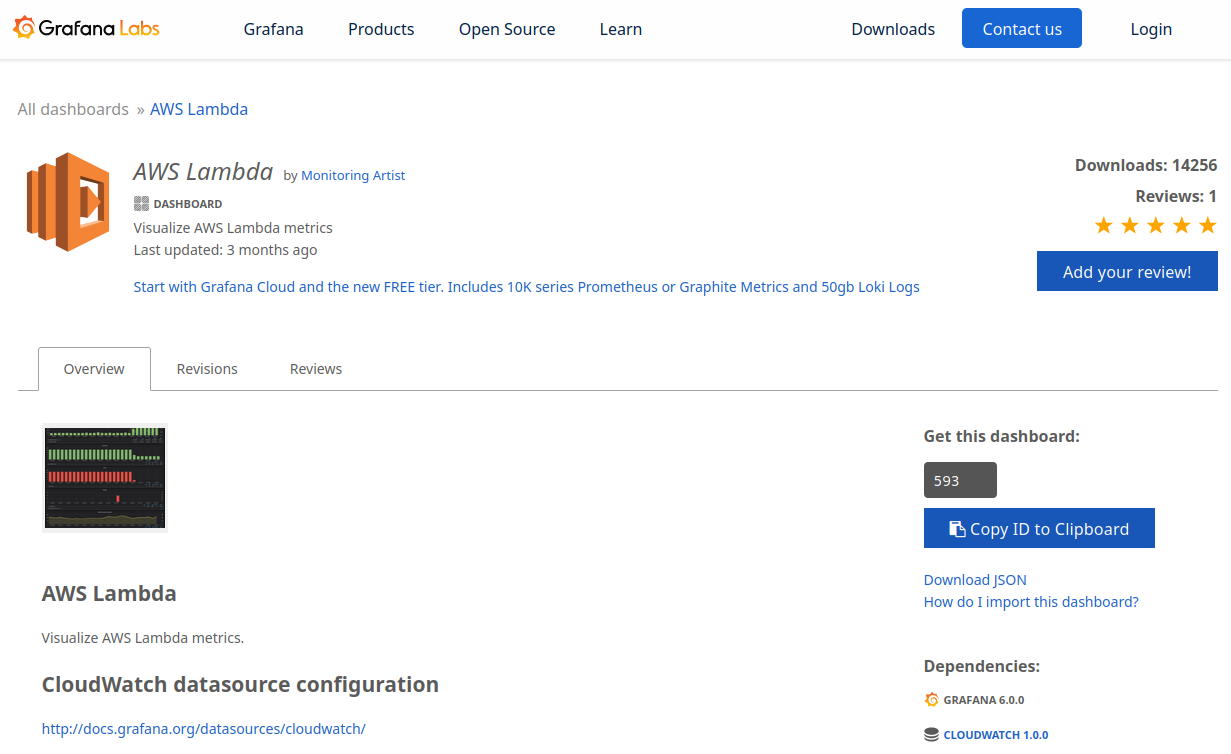 Grafana Labs
Grafana Products Open Source Learn Downloads Contact us Login
All dashboards » AWS Lambda
AWS Lambda by Monitoring Artist
DASHBOARD
Visualize AWS Lambda metrics
Last updated: 3 months ago
Start with Grafana Cloud and the new FREE tier. Includes 10K series Prometheus or Graphite Metrics and 50gb Loki Logs
Downloads: 14256
Reviews: 1
Add your review!
Overview Revisions Reviews
AWS Lambda
Visualize AWS Lambda metrics.
CloudWatch datasource configuration
http://docs.grafana.org/datasources/cloudwatch/
Get this dashboard:
593
Copy ID to Clipboard
Download JSON
How do I import this dashboard?
Dependencies:
GRAFANA 6.0.0
CLOUDWATCH 1.0.0